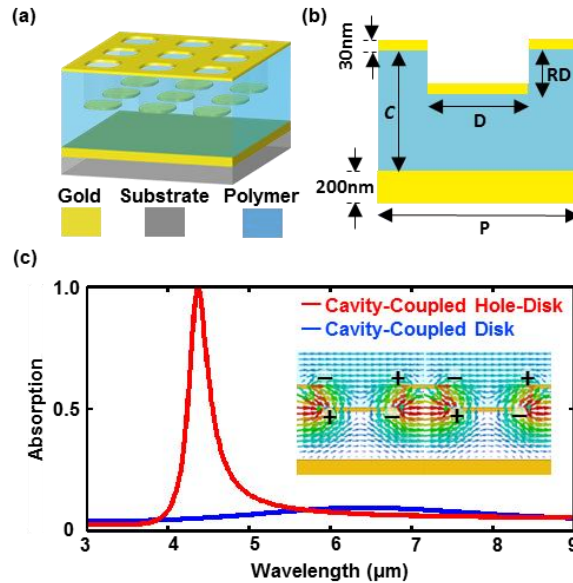 (a)
Gold Substrate Polymer
(b)
30nm
C
RD
D
200nm
P
(c)
Absorption
1.0
0.5
0
Cavity-Coupled Hole-Disk
Cavity-Coupled Disk
− + − +
+ − + −
3 4 5 6 7 8 9
Wavelength (µm)